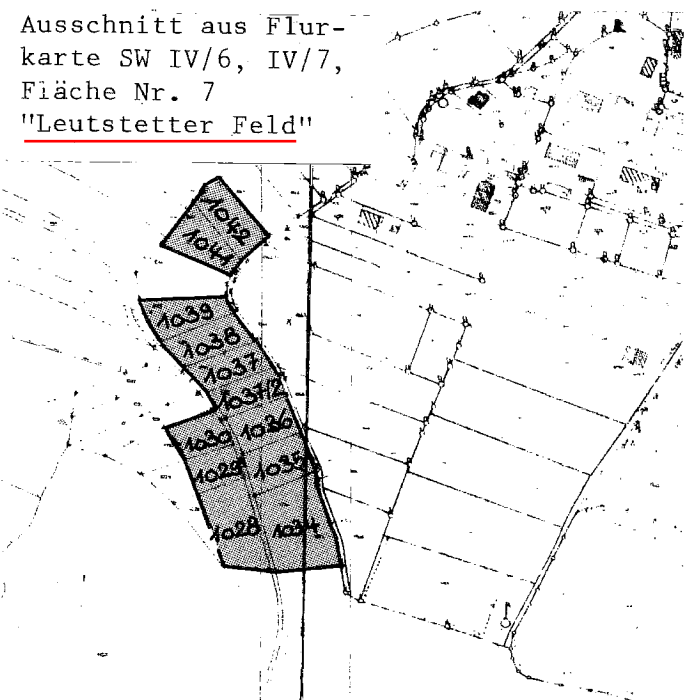 Ausschnitt aus Flur-
karte SW IV/6, IV/7,
Fläche Nr. 7
"Leutstetter Feld"
1042
1041
1039
1038
1037
1037/2
1030 1036
1029 1035
1028 1034